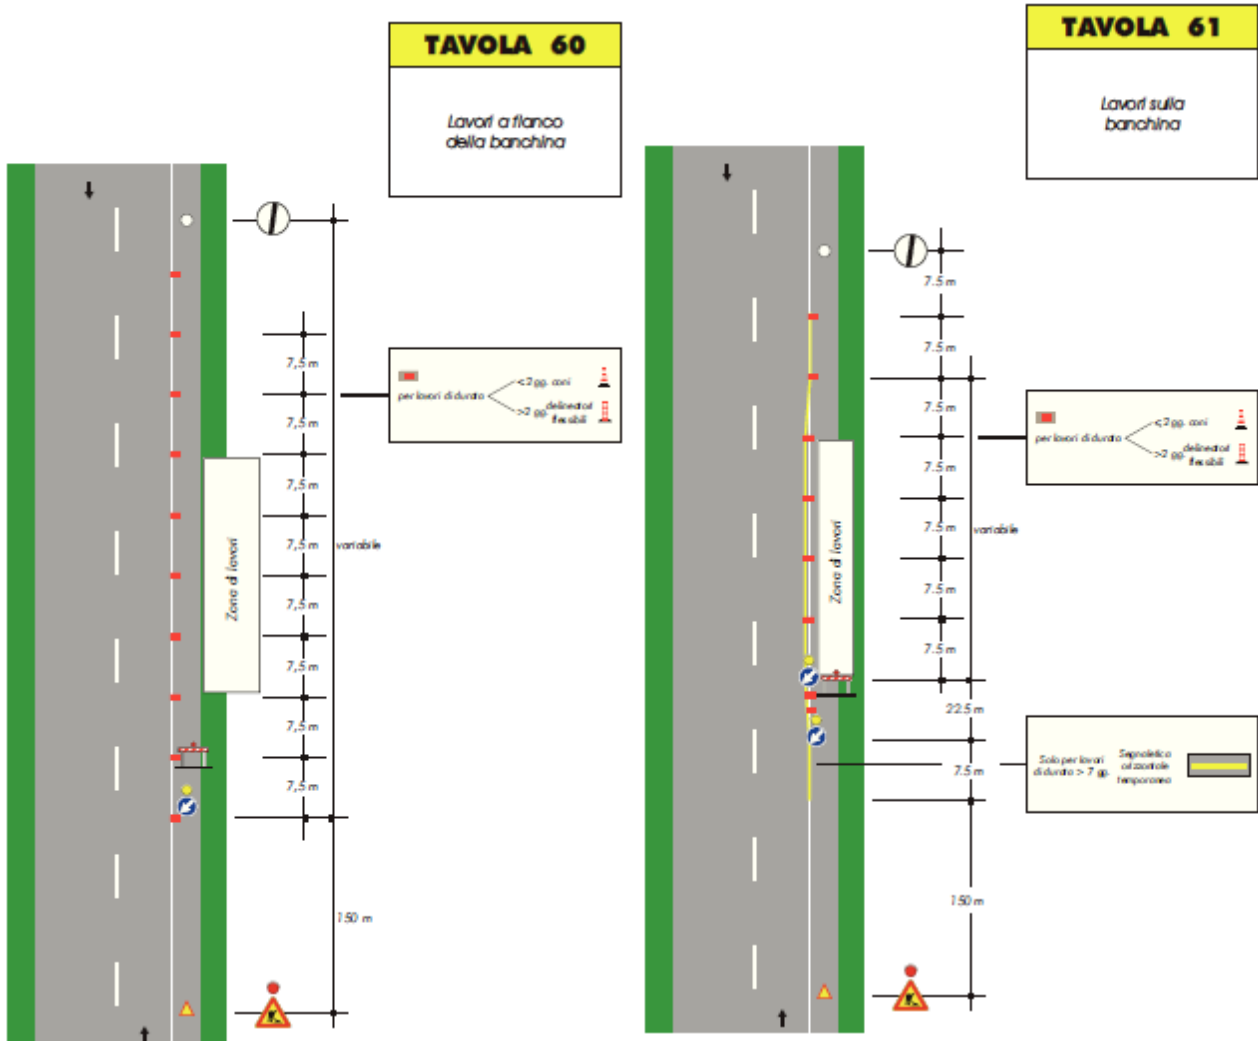 TAVOLA 60
Lavori a fianco
della banchina
7,5 m
7,5 m
7,5 m
7,5 m
7,5 m
7,5 m
7,5 m
7,5 m
variabile
150 m
Zona di lavori
per lavori di durata
<2 gg. coni
>2 gg. delineatori
flessibili
TAVOLA 61
Lavori sulla
banchina
7.5 m
7.5 m
7.5 m
7.5 m
7.5 m
7.5 m
7.5 m
variabile
22.5 m
7.5 m
150 m
Zona di lavori
per lavori di durata
<2 gg. coni
>2 gg. delineatori
flessibili
Solo per lavori
di durata > 7 gg.
Segnaletica
orizzontale
temporanea